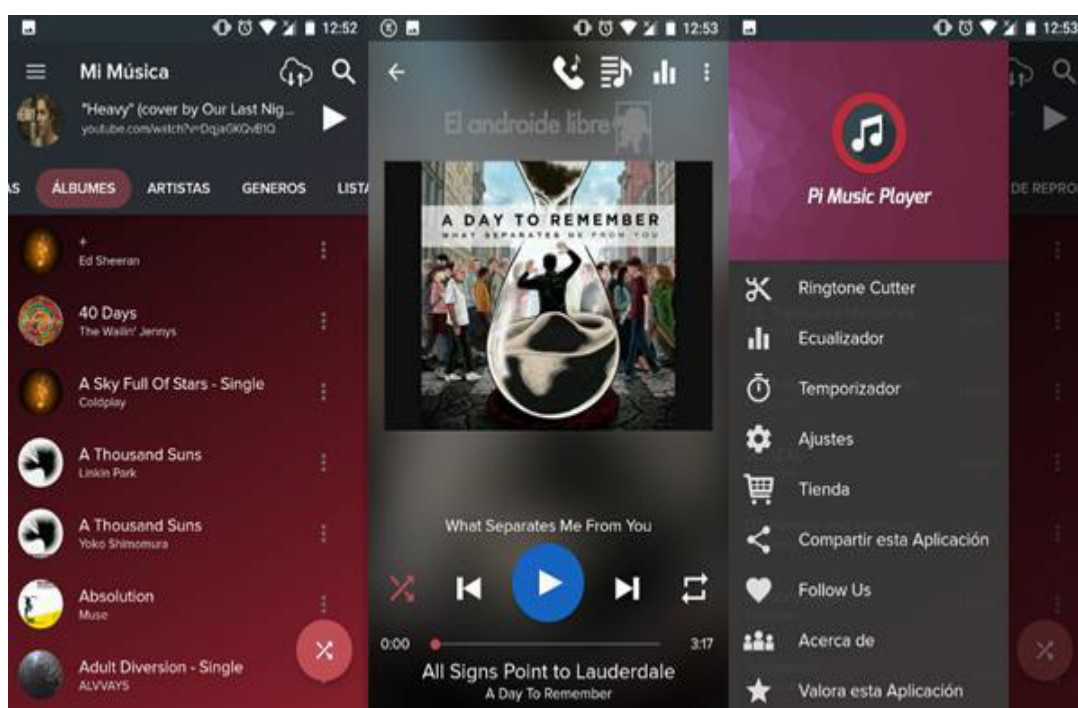 12:52
Mi Música
"Heavy" (cover by Our Last Nig...
youtube.com/watch?v=DqjaGKQvB1Q
AS ÁLBUMES ARTISTAS GENEROS LISTA
+
Ed Sheeran
40 Days
The Wailin' Jennys
A Sky Full Of Stars - Single
Coldplay
A Thousand Suns
Linkin Park
A Thousand Suns
Yoko Shimomura
Absolution
Muse
Adult Diversion - Single
ALVVAYS
12:53
El androide libre
A DAY TO REMEMBER
WHAT SEPARATES ME FROM YOU
What Separates Me From You
0:00 3:17
All Signs Point to Lauderdale
A Day To Remember
12:53
Pi Music Player
DE REPRO
Ringtone Cutter
Ecualizador
Temporizador
Ajustes
Tienda
Compartir esta Aplicación
Follow Us
Acerca de
Valora esta Aplicación